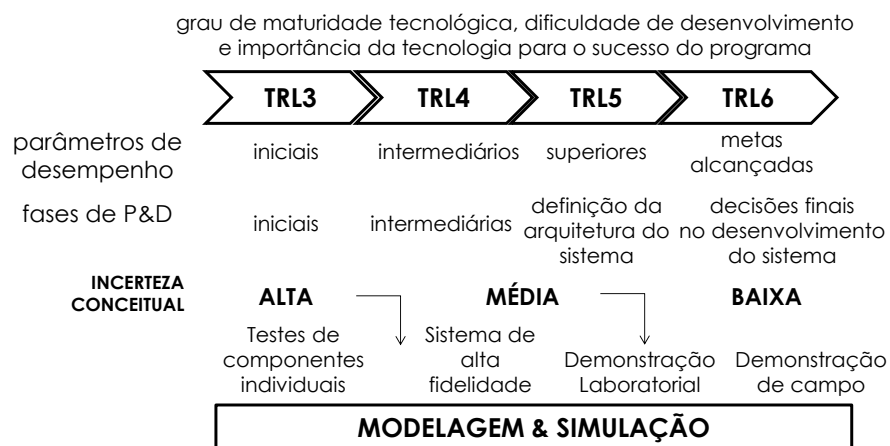 grau de maturidade tecnológica, dificuldade de desenvolvimento
e importância da tecnologia para o sucesso do programa
TRL3 TRL4 TRL5 TRL6
parâmetros de
desempenho
iniciais intermediários superiores
metas
alcançadas
fases de P&D
iniciais intermediárias
definição da
arquitetura do
sistema
decisões finais
no desenvolvimento
do sistema
INCERTEZA
CONCEITUAL
ALTA MÉDIA BAIXA
Testes de
componentes
individuais
Sistema de
alta
fidelidade
Demonstração
Laboratorial
Demonstração
de campo
MODELAGEM & SIMULAÇÃO